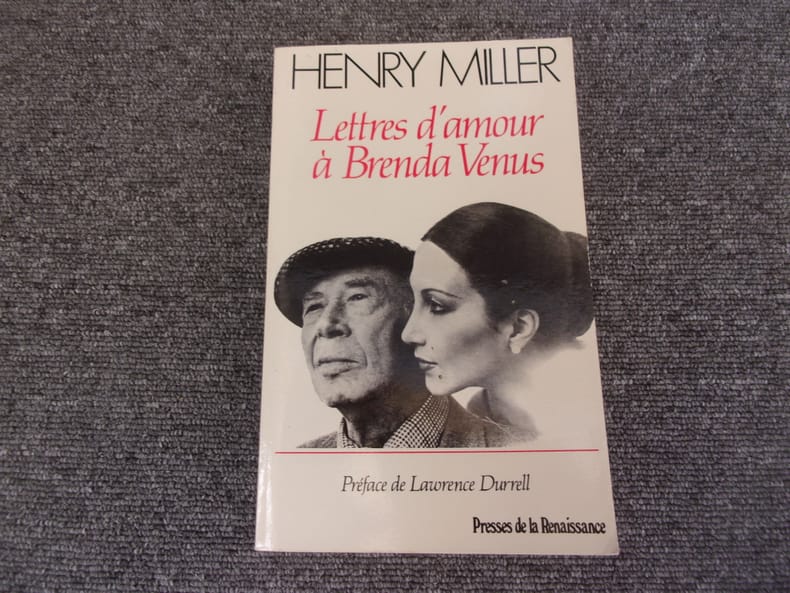 HENRY MILLER
Lettres d'amour
à Brenda Venus
Préface de Lawrence Durrell
Presses de la Renaissance